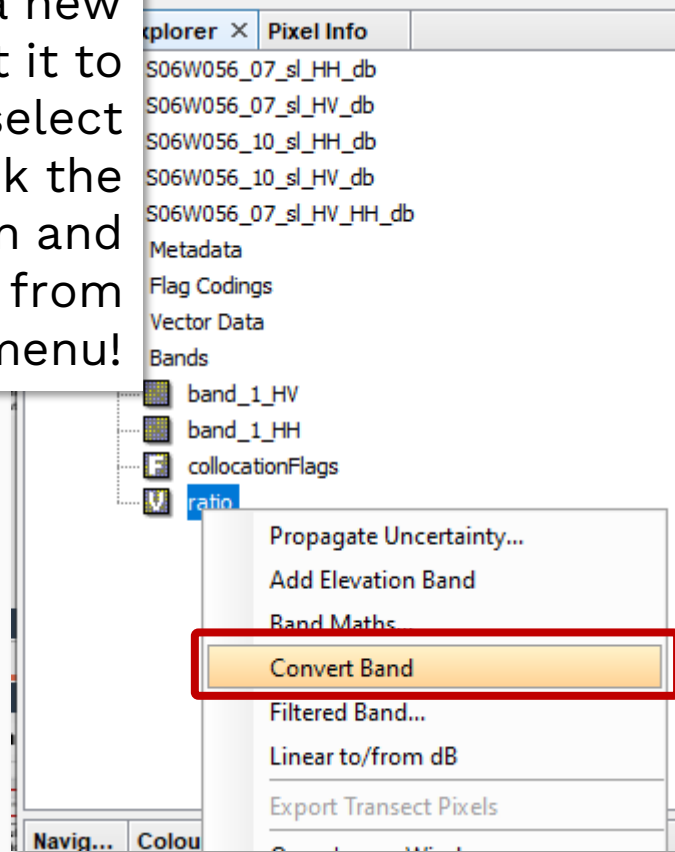 a new
t it to
select
k the
n and
from
menu!
xplorer × Pixel Info
S06W056_07_sl_HH_db
S06W056_07_sl_HV_db
S06W056_10_sl_HH_db
S06W056_10_sl_HV_db
S06W056_07_sl_HV_HH_db
Metadata
Flag Codings
Vector Data
Bands
band_1_HV
band_1_HH
F collocationFlags
V ratio
Propagate Uncertainty...
Add Elevation Band
Band Maths...
Convert Band
Filtered Band...
Linear to/from dB
Export Transect Pixels
Navig... Colou